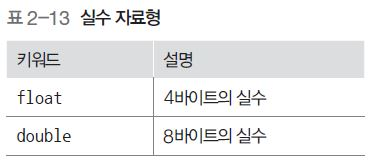 표 2-13 실수 자료형
키워드 설명
float 4바이트의 실수
double 8바이트의 실수